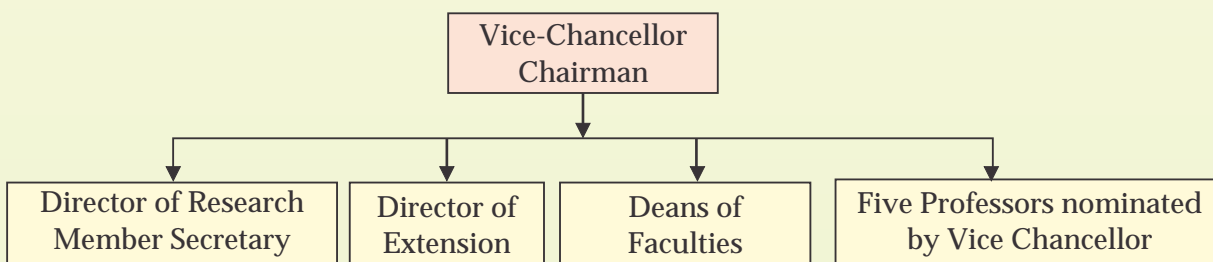 Vice-Chancellor
Chairman
Director of Research
Member Secretary
Director of
Extension
Deans of
Faculties
Five Professors nominated
by Vice Chancellor